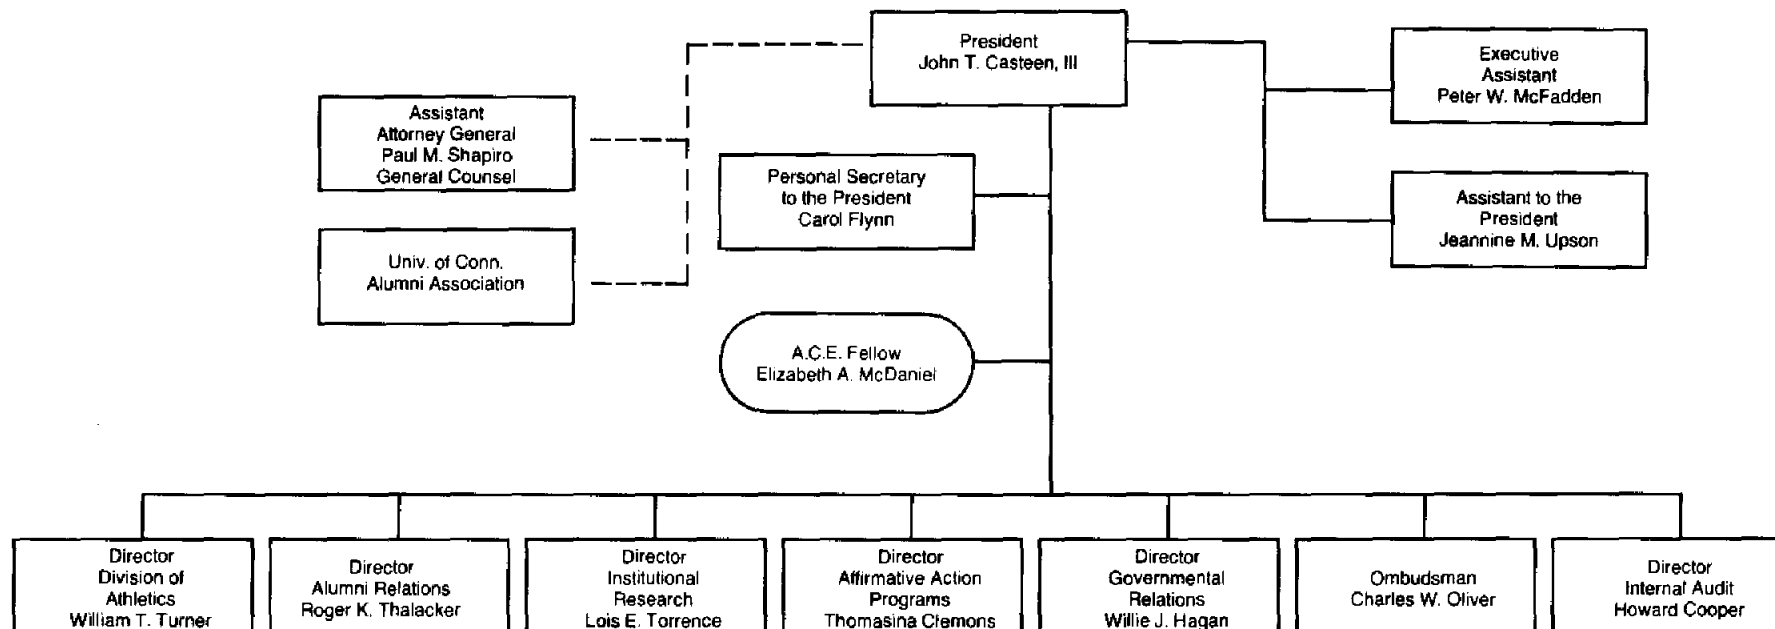 President
John T. Casteen, III
Executive
Assistant
Peter W. McFadden
Assistant
Attorney General
Paul M. Shapiro
General Counsel
Personal Secretary
to the President
Carol Flynn
Assistant to the
President
Jeannine M. Upson
Univ. of Conn.
Alumni Association
A.C.E. Fellow
Elizabeth A. McDaniel
Director
Division of
Athletics
William T. Turner
Director
Alumni Relations
Roger K. Thalacker
Director
Institutional
Research
Lois E. Torrence
Director
Affirmative Action
Programs
Thomasina Clemons
Director
Governmental
Relations
Willie J. Hagan
Ombudsman
Charles W. Oliver
Director
Internal Audit
Howard Cooper